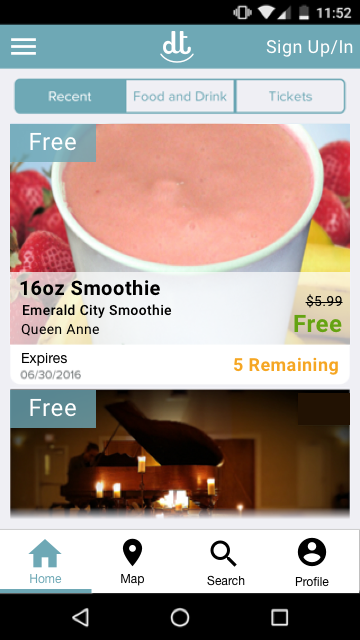 11:52
dt
Sign Up/In
Recent
Food and Drink
Tickets
Free
16oz Smoothie
Emerald City Smoothie
Queen Anne
$5.99
Free
Expires
06/30/2016
5 Remaining
Free
Home
Map
Search
Profile